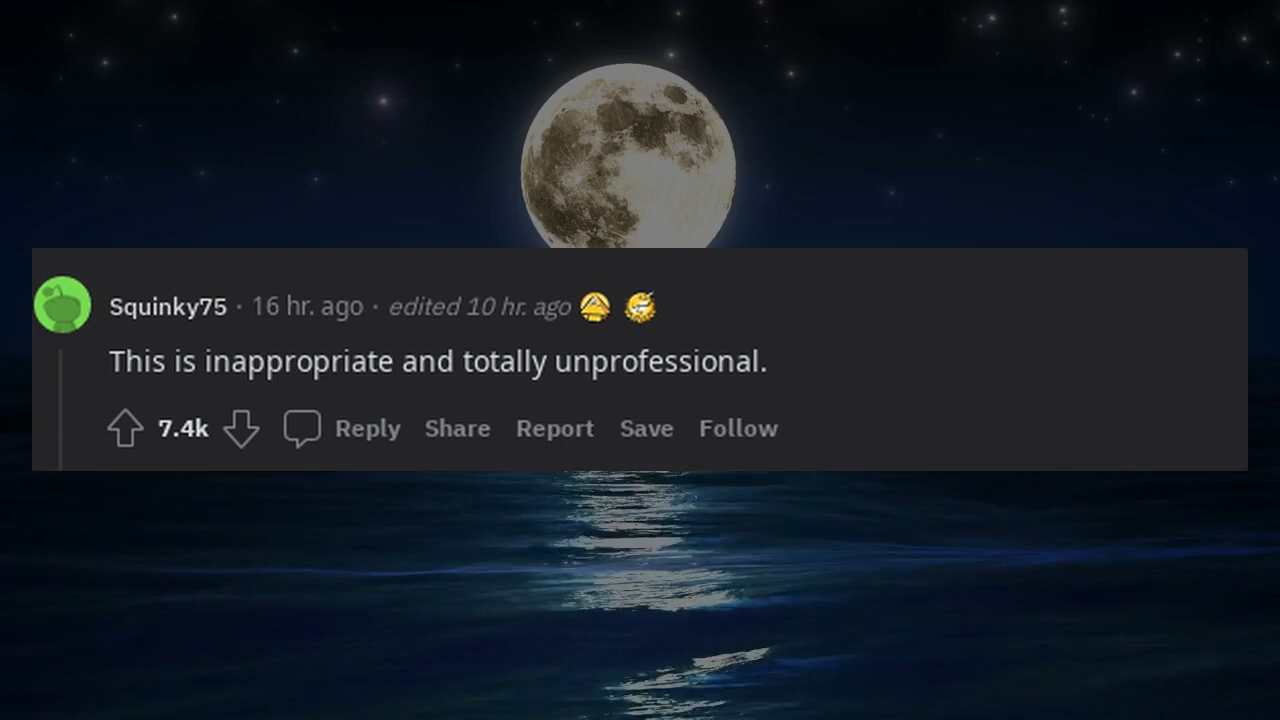 Squinky75 · 16 hr. ago · edited 10 hr. ago
This is inappropriate and totally unprofessional.
7.4k Reply Share Report Save Follow